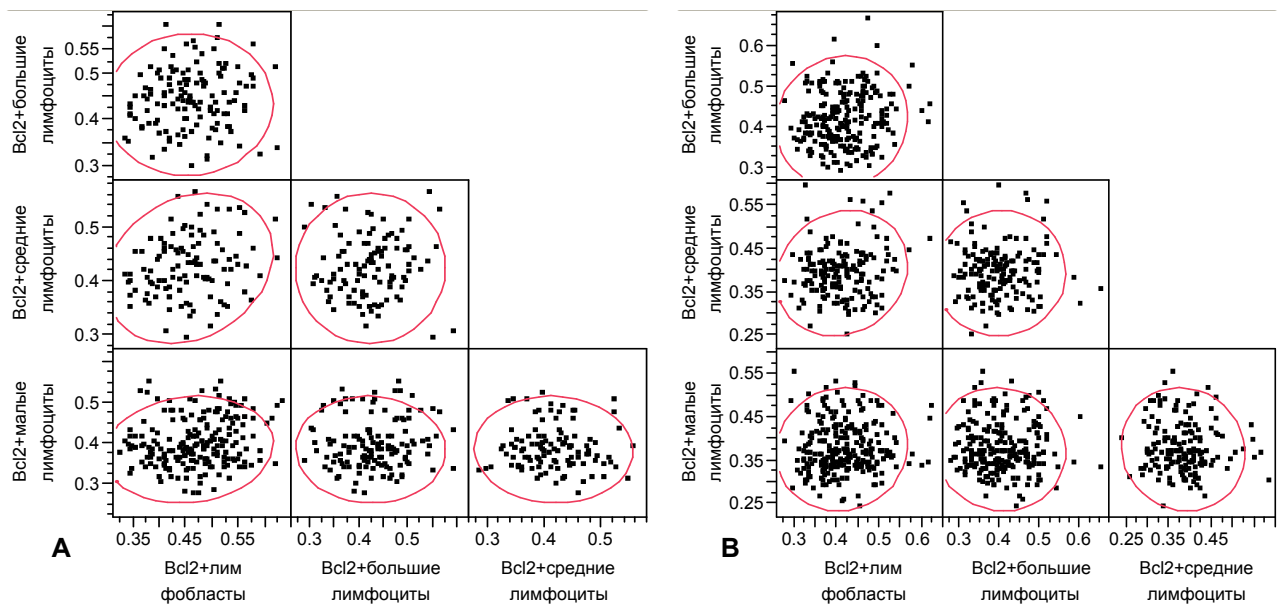 Bcl2+большие
лимфоциты
0.55
0.5
0.4
0.3
Bcl2+средние
лимфоциты
0.5
0.4
0.3
Bcl2+малые
лимфоциты
0.5
0.4
0.3
0.35 0.45 0.55
0.3 0.4 0.5
0.3 0.4 0.5
A
Bcl2+лим
фобласты
Bcl2+большие
лимфоциты
Bcl2+средние
лимфоциты
Bcl2+большие
лимфоциты
0.6
0.5
0.4
0.3
Bcl2+средние
лимфоциты
0.55
0.45
0.35
0.25
Bcl2+малые
лимфоциты
0.55
0.45
0.35
0.25
0.3 0.4 0.5 0.6
0.3 0.4 0.5 0.6
0.25 0.35 0.45
B
Bcl2+лим
фобласты
Bcl2+большие
лимфоциты
Bcl2+средние
лимфоциты